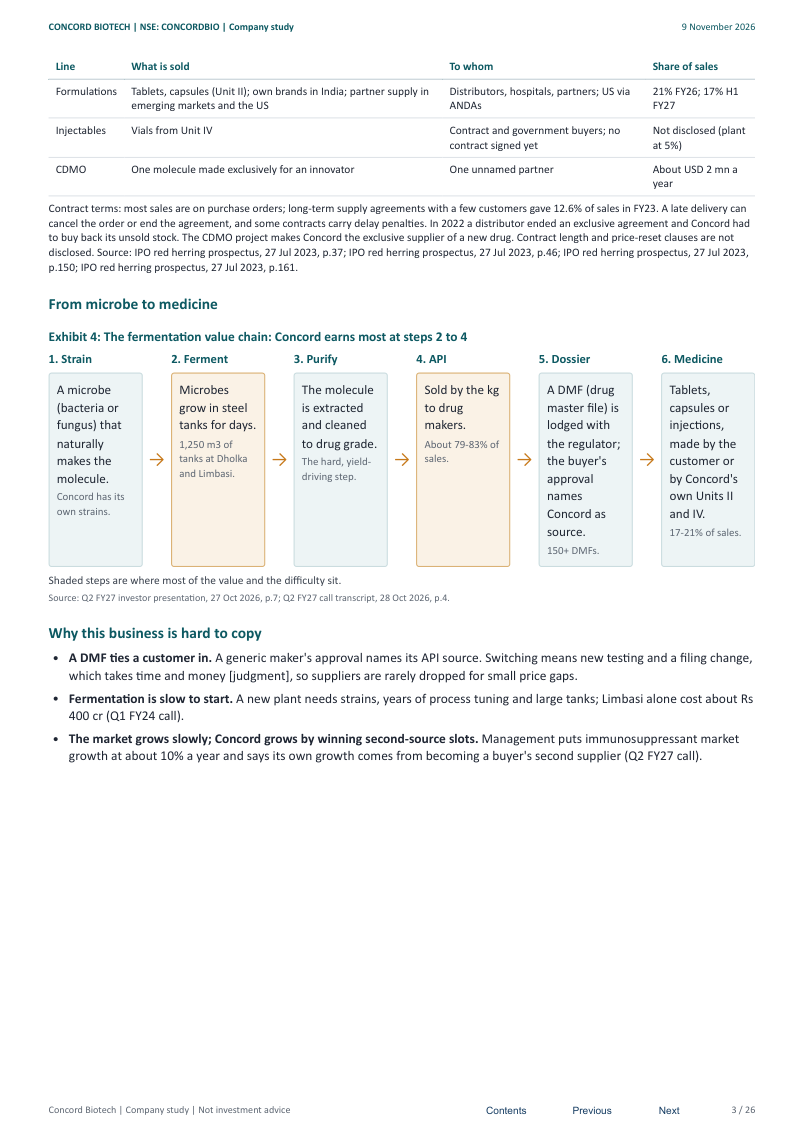 CONCORD BIOTECH | NSE: CONCORDBIO | Company study
9 November 2026
Line What is sold To whom Share of sales
Formulations Tablets, capsules (Unit II); own brands in India; partner supply in Distributors, hospitals, partners; US via 21% FY26; 17% H1
emerging markets and the US ANDAs FY27
Injectables Vials from Unit IV Contract and government buyers; no Not disclosed (plant
contract signed yet at 5%)
CDMO One molecule made exclusively for an innovator One unnamed partner About USD 2 mn a
year
Contract terms: most sales are on purchase orders; long-term supply agreements with a few customers gave 12.6% of sales in FY23. A late delivery can
cancel the order or end the agreement, and some contracts carry delay penalties. In 2022 a distributor ended an exclusive agreement and Concord had
to buy back its unsold stock. The CDMO project makes Concord the exclusive supplier of a new drug. Contract length and price-reset clauses are not
disclosed. Source: IPO red herring prospectus, 27 Jul 2023, p.37; IPO red herring prospectus, 27 Jul 2023, p.46; IPO red herring prospectus, 27 Jul 2023,
p.150; IPO red herring prospectus, 27 Jul 2023, p.161.
From microbe to medicine
Exhibit 4: The fermentation value chain: Concord earns most at steps 2 to 4
1. Strain
A microbe
(bacteria or
fungus) that
naturally
makes the
molecule.
Concord has its
own strains.
→
2. Ferment
Microbes
grow in steel
tanks for days.
1,250 m3 of
tanks at Dholka
and Limbasi.
→
3. Purify
The molecule
is extracted
and cleaned
to drug grade.
The hard, yield-
driving step.
→
4. API
Sold by the kg
to drug
makers.
About 79-83% of
sales.
→
5. Dossier
A DMF (drug
master file) is
lodged with
the regulator;
the buyer's
approval
names
Concord as
source.
150+ DMFs.
→
6. Medicine
Tablets,
capsules or
injections,
made by the
customer or
by Concord's
own Units II
and IV.
17-21% of sales.
Shaded steps are where most of the value and the difficulty sit.
Source: Q2 FY27 investor presentation, 27 Oct 2026, p.7; Q2 FY27 call transcript, 28 Oct 2026, p.4.
Why this business is hard to copy
• A DMF ties a customer in. A generic maker's approval names its API source. Switching means new testing and a filing change,
which takes time and money [judgment], so suppliers are rarely dropped for small price gaps.
• Fermentation is slow to start. A new plant needs strains, years of process tuning and large tanks; Limbasi alone cost about Rs
400 cr (Q1 FY24 call).
• The market grows slowly; Concord grows by winning second-source slots. Management puts immunosuppressant market
growth at about 10% a year and says its own growth comes from becoming a buyer's second supplier (Q2 FY27 call).
Concord Biotech | Company study | Not investment advice
Contents Previous Next 3 / 26